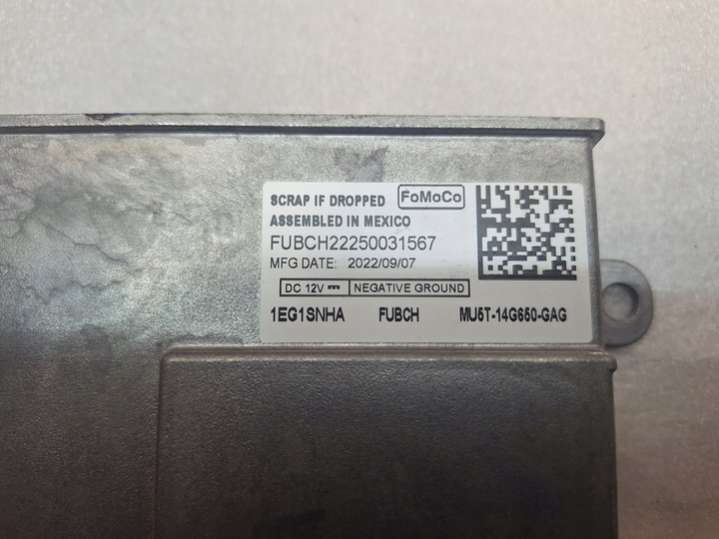 SCRAP IF DROPPED FoMoCo
ASSEMBLED IN MEXICO
FUBCH22250031567
MFG DATE: 2022/09/07
DC 12V ⎓ NEGATIVE GROUND
1EG1SNHA FUBCH MU5T-14G650-GAG